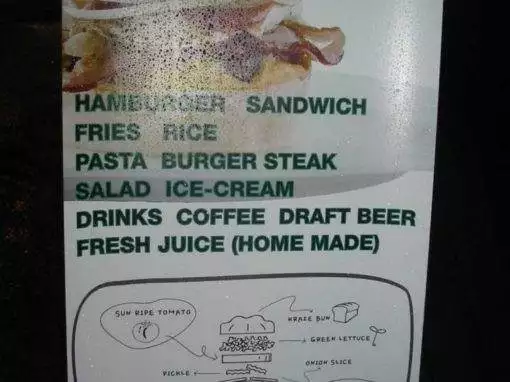 HAMBURGER SANDWICH
FRIES RICE
PASTA BURGER STEAK
SALAD ICE-CREAM
DRINKS COFFEE DRAFT BEER
FRESH JUICE (HOME MADE)
SUN RIPE TOMATO
KRAZE BUN
GREEN LETTUCE
ONION SLICE
PICKLE